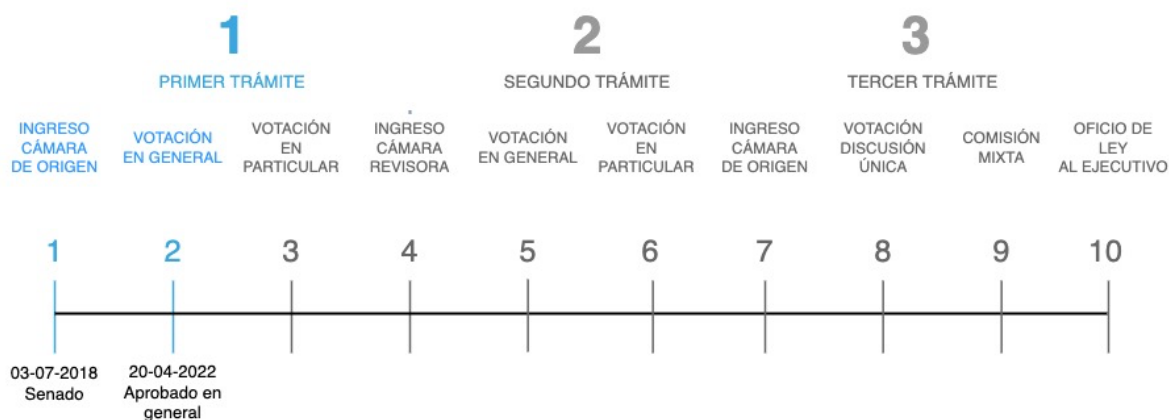 1
2
3
PRIMER TRÁMITE
SEGUNDO TRÁMITE
TERCER TRÁMITE
INGRESO
CÁMARA
DE ORIGEN
VOTACIÓN
EN GENERAL
VOTACIÓN
EN
PARTICULAR
INGRESO
CÁMARA
REVISORA
VOTACIÓN
EN GENERAL
VOTACIÓN
EN
PARTICULAR
INGRESO
CÁMARA
DE ORIGEN
VOTACIÓN
DISCUSIÓN
ÚNICA
COMISIÓN
MIXTA
OFICIO DE
LEY
AL EJECUTIVO
1
2
3
4
5
6
7
8
9
10
03-07-2018
Senado
20-04-2022
Aprobado en
general